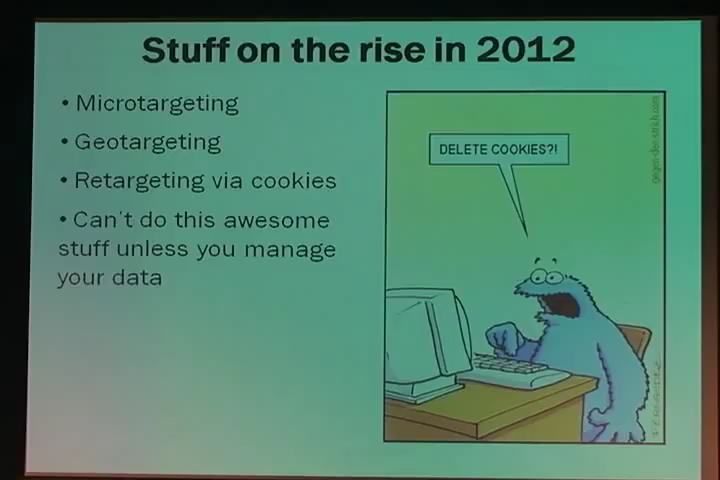 Stuff on the rise in 2012
• Microtargeting
• Geotargeting
• Retargeting via cookies
• Can't do this awesome
stuff unless you manage
your data
DELETE COOKIES?!